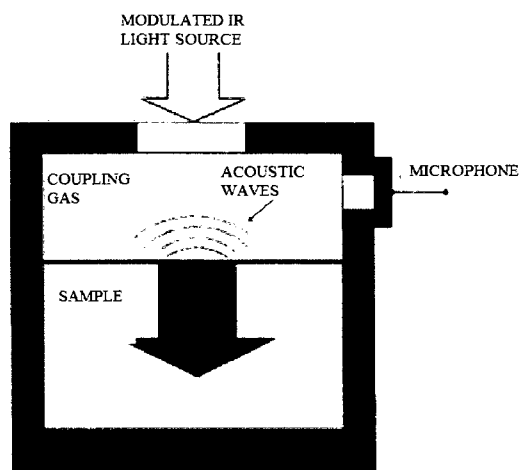 MODULATED IR
LIGHT SOURCE
COUPLING
GAS
ACOUSTIC
WAVES
MICROPHONE
SAMPLE